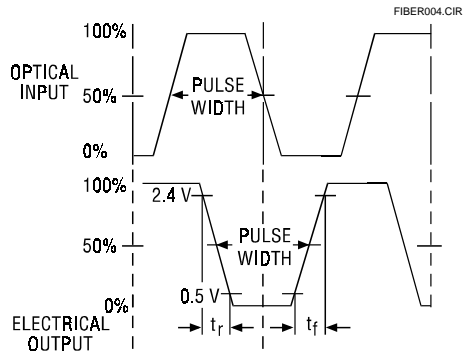 FIBER004.CIR
100%
OPTICAL
INPUT
50%
PULSE
WIDTH
0%
100%
2.4 V
50%
PULSE
WIDTH
0.5 V
0%
ELECTRICAL
OUTPUT
tr
tf